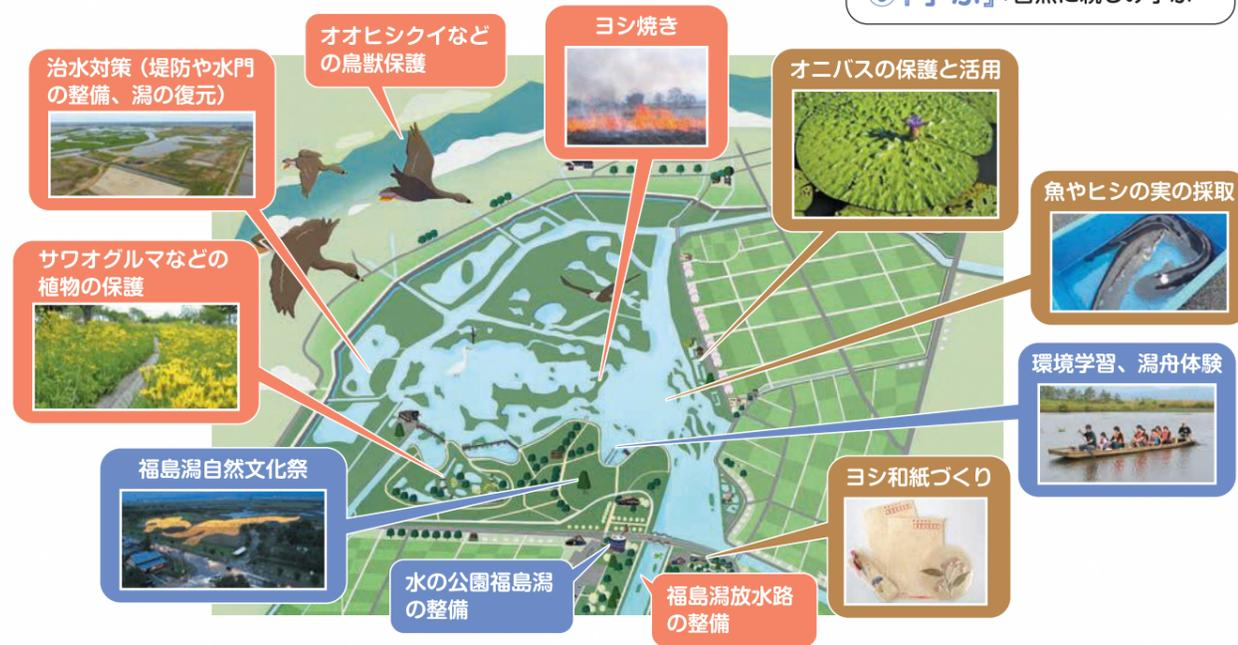 オオヒシクイなど
の鳥獣保護
ヨシ焼き
治水対策（堤防や水門
の整備、潟の復元）
オニバスの保護と活用
魚やヒシの実の採取
サワオグルマなどの
植物の保護
環境学習、潟舟体験
福島潟自然文化祭
ヨシ和紙づくり
水の公園福島潟
の整備
福島潟放水路
の整備